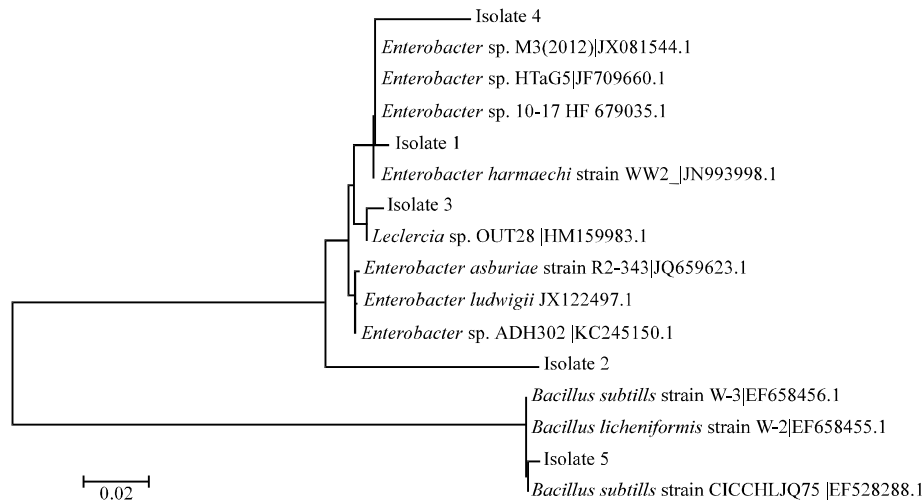 Isolate 4
Enterobacter sp. M3(2012)|JX081544.1
Enterobacter sp. HTaG5|JF709660.1
Enterobacter sp. 10-17 HF 679035.1
Isolate 1
Enterobacter harmaechi strain WW2_|JN993998.1
Isolate 3
Leclercia sp. OUT28 |HM159983.1
Enterobacter asburiae strain R2-343|JQ659623.1
Enterobacter ludwigii JX122497.1
Enterobacter sp. ADH302 |KC245150.1
Isolate 2
Bacillus subtills strain W-3|EF658456.1
Bacillus licheniformis strain W-2|EF658455.1
Isolate 5
Bacillus subtills strain CICCHLJQ75 |EF528288.1
0.02